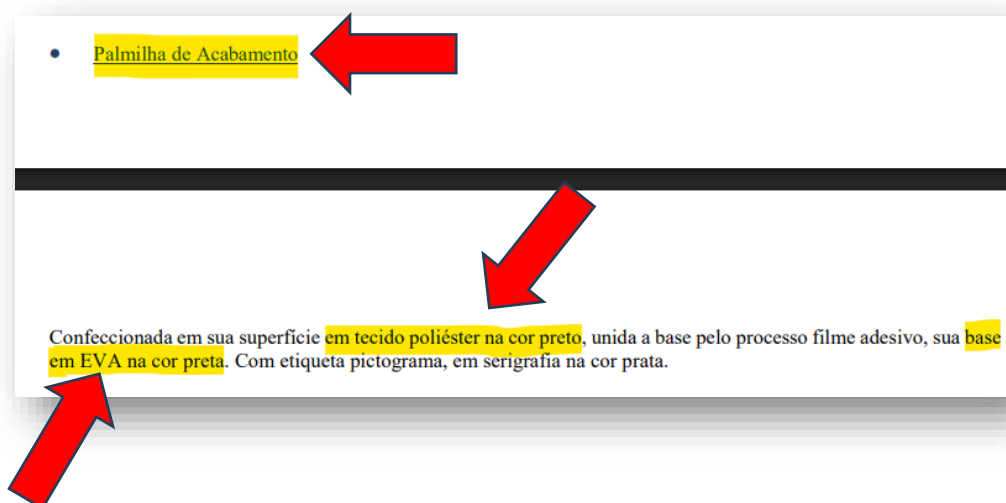 • Palmilha de Acabamento
Confeccionada em sua superfície em tecido poliéster na cor preto, unida a base pelo processo filme adesivo, sua base
em EVA na cor preta. Com etiqueta pictograma, em serigrafia na cor prata.